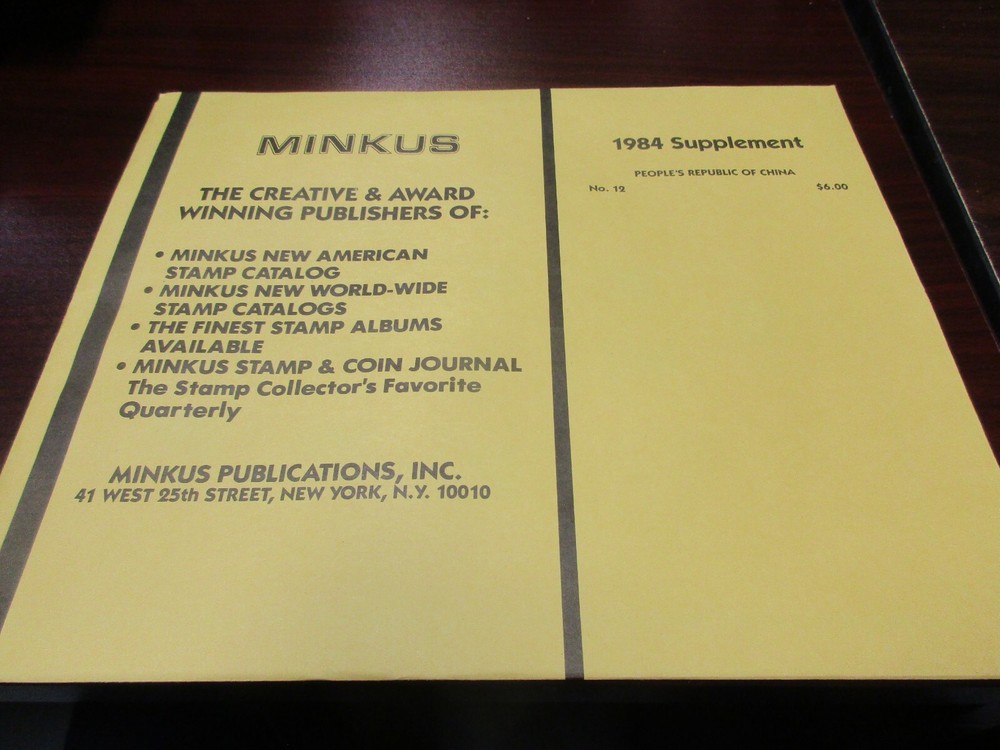 MINKUS
THE CREATIVE & AWARD
WINNING PUBLISHERS OF:
• MINKUS NEW AMERICAN
STAMP CATALOG
• MINKUS NEW WORLD-WIDE
STAMP CATALOGS
• THE FINEST STAMP ALBUMS
AVAILABLE
• MINKUS STAMP & COIN JOURNAL
The Stamp Collector's Favorite
Quarterly
MINKUS PUBLICATIONS, INC.
41 WEST 25th STREET, NEW YORK, N.Y. 10010
1984 Supplement
PEOPLE'S REPUBLIC OF CHINA
No. 12 $6.00